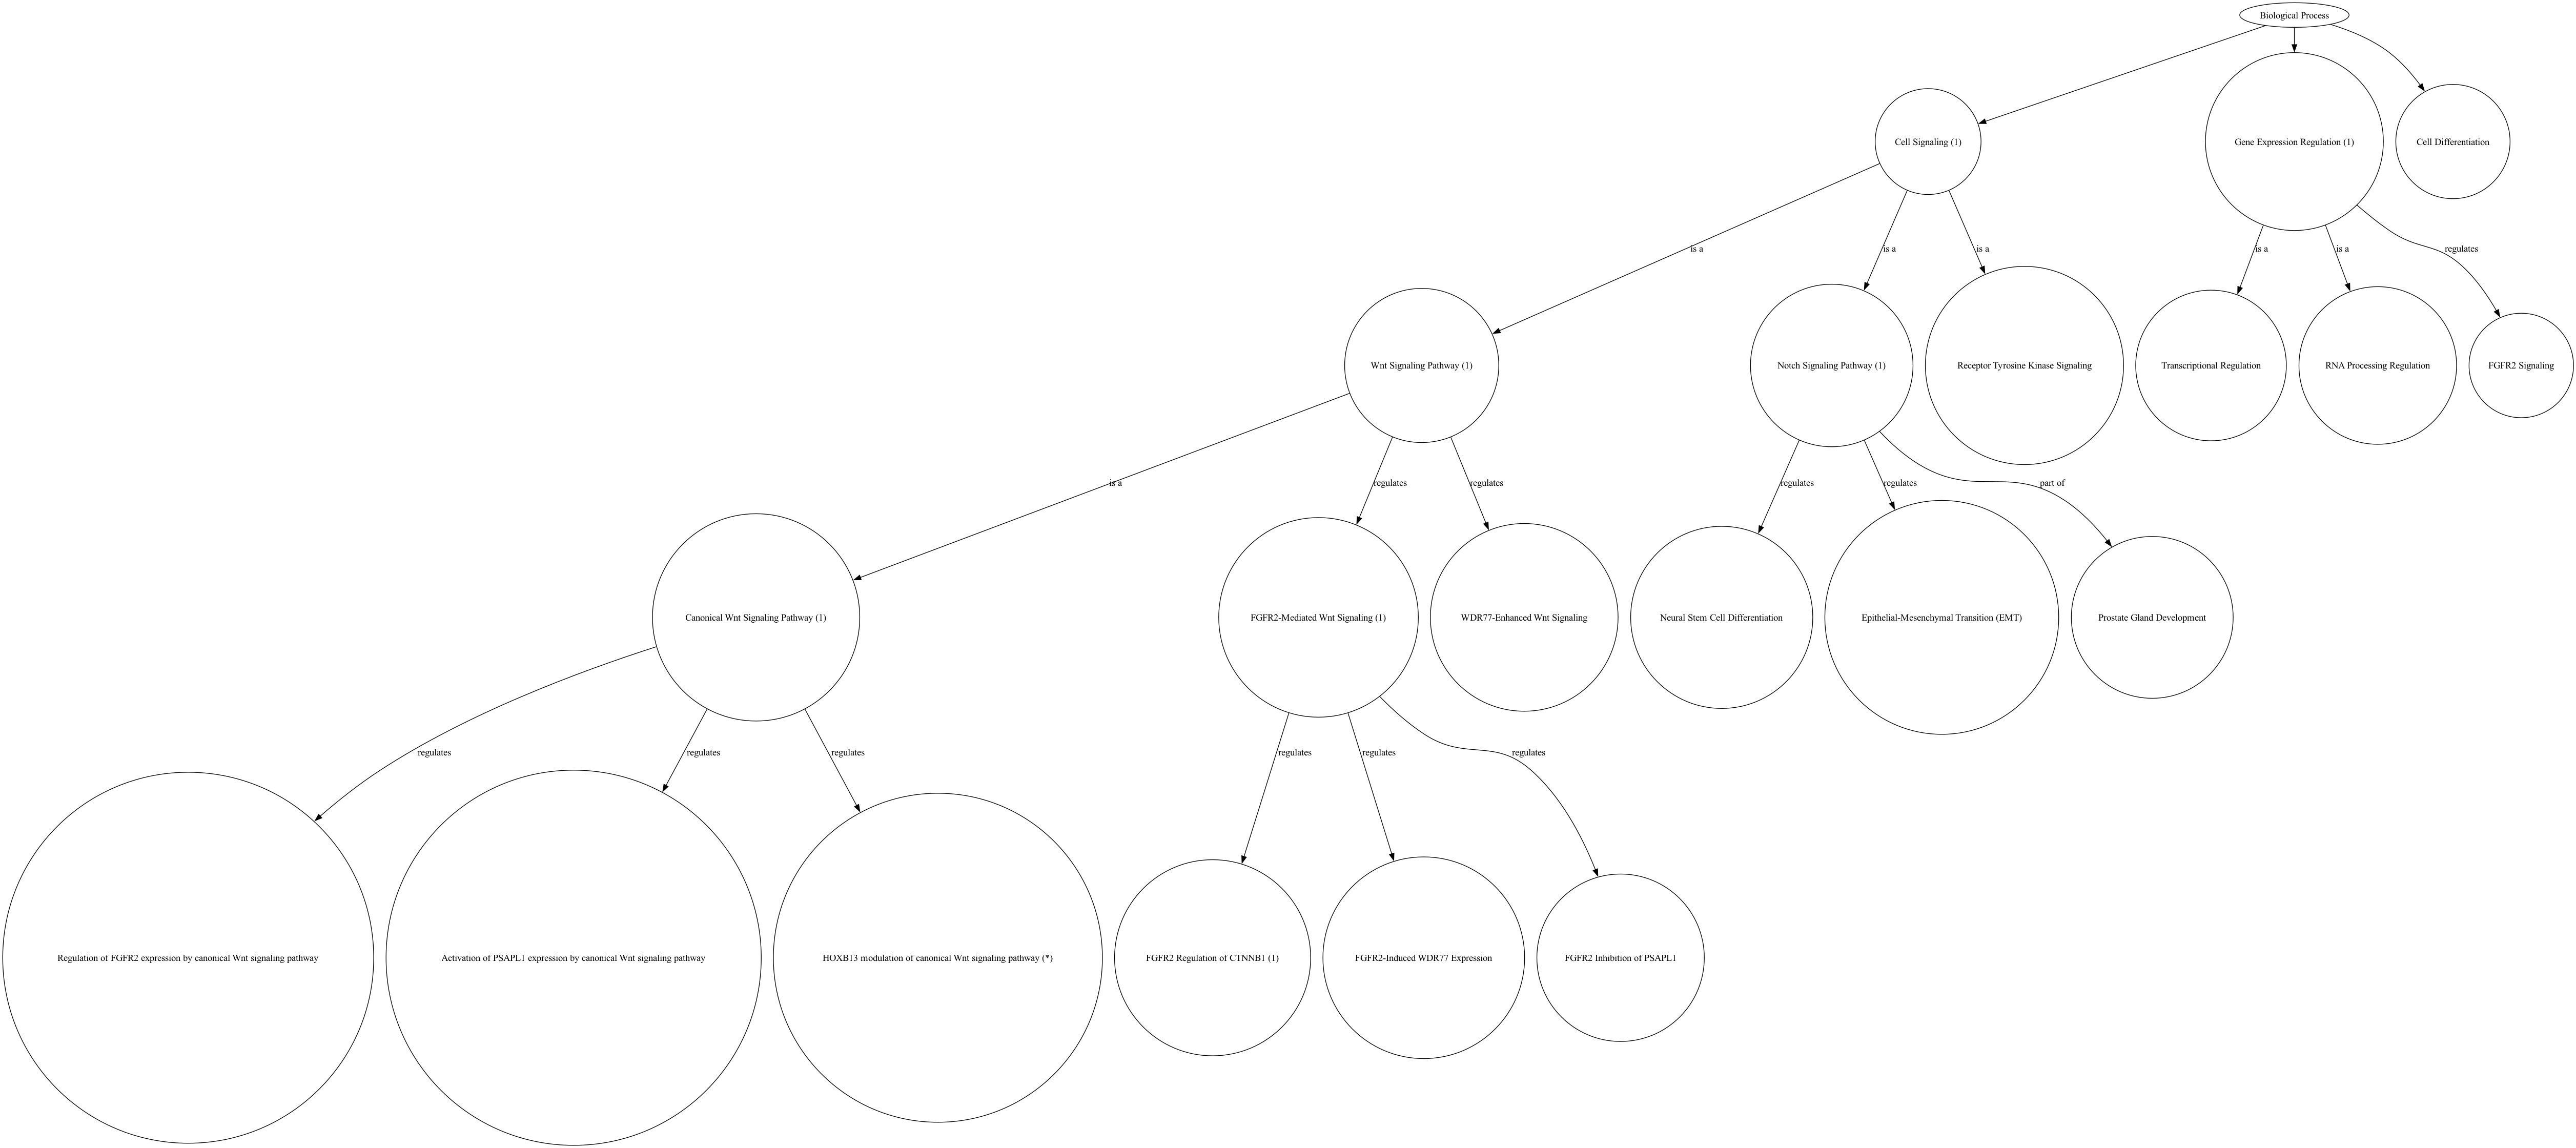 Biological Process
Cell Signaling (1)
Gene Expression Regulation (1)
Cell Differentiation
is a
is a
is a
is a
is a
regulates
Wnt Signaling Pathway (1)
Notch Signaling Pathway (1)
Receptor Tyrosine Kinase Signaling
Transcriptional Regulation
RNA Processing Regulation
FGFR2 Signaling
is a
regulates
regulates
regulates
regulates
part of
Canonical Wnt Signaling Pathway (1)
FGFR2-Mediated Wnt Signaling (1)
WDR77-Enhanced Wnt Signaling
Neural Stem Cell Differentiation
Epithelial-Mesenchymal Transition (EMT)
Prostate Gland Development
regulates
regulates
regulates
regulates
regulates
regulates
Regulation of FGFR2 expression by canonical Wnt signaling pathway
Activation of PSAPL1 expression by canonical Wnt signaling pathway
HOXB13 modulation of canonical Wnt signaling pathway (*)
FGFR2 Regulation of CTNNB1 (1)
FGFR2-Induced WDR77 Expression
FGFR2 Inhibition of PSAPL1